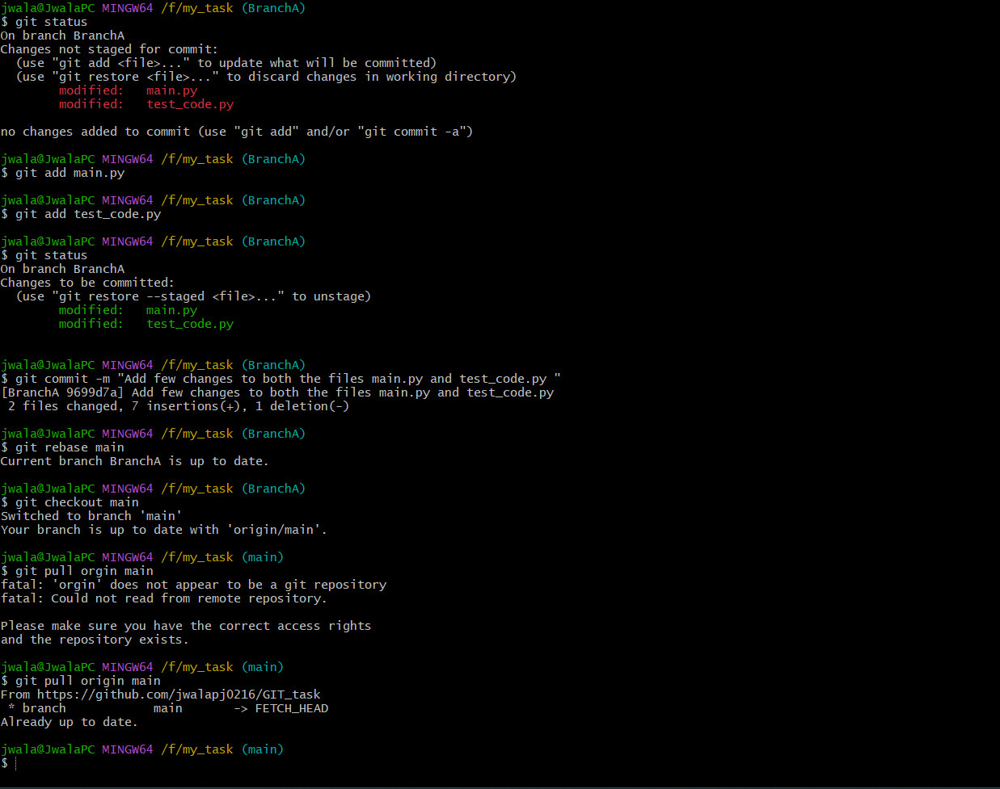 jwala@JwalaPC MINGW64 /f/my_task (BranchA)
$ git status
On branch BranchA
Changes not staged for commit:
  (use "git add <file>..." to update what will be committed)
  (use "git restore <file>..." to discard changes in working directory)
        modified:   main.py
        modified:   test_code.py

no changes added to commit (use "git add" and/or "git commit -a")

jwala@JwalaPC MINGW64 /f/my_task (BranchA)
$ git add main.py

jwala@JwalaPC MINGW64 /f/my_task (BranchA)
$ git add test_code.py

jwala@JwalaPC MINGW64 /f/my_task (BranchA)
$ git status
On branch BranchA
Changes to be committed:
  (use "git restore --staged <file>..." to unstage)
        modified:   main.py
        modified:   test_code.py


jwala@JwalaPC MINGW64 /f/my_task (BranchA)
$ git commit -m "Add few changes to both the files main.py and test_code.py "
[BranchA 9699d7a] Add few changes to both the files main.py and test_code.py
 2 files changed, 7 insertions(+), 1 deletion(-)

jwala@JwalaPC MINGW64 /f/my_task (BranchA)
$ git rebase main
Current branch BranchA is up to date.

jwala@JwalaPC MINGW64 /f/my_task (BranchA)
$ git checkout main
Switched to branch 'main'
Your branch is up to date with 'origin/main'.

jwala@JwalaPC MINGW64 /f/my_task (main)
$ git pull orgin main
fatal: 'orgin' does not appear to be a git repository
fatal: Could not read from remote repository.

Please make sure you have the correct access rights
and the repository exists.

jwala@JwalaPC MINGW64 /f/my_task (main)
$ git pull origin main
From https://github.com/jwalapj0216/GIT_task
 * branch            main       -> FETCH_HEAD
Already up to date.

jwala@JwalaPC MINGW64 /f/my_task (main)
$